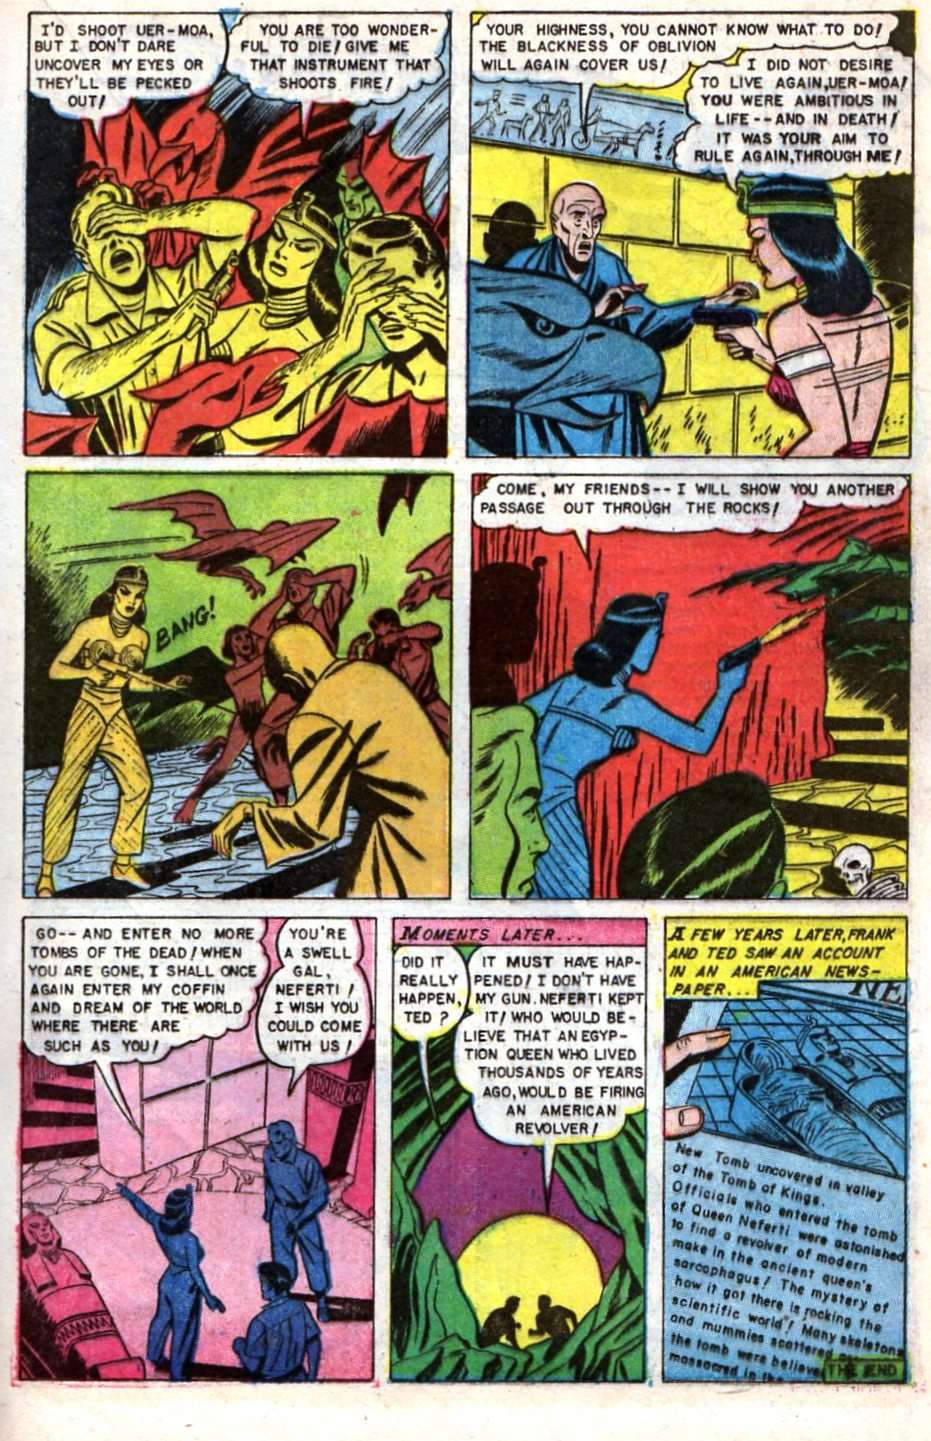 I'D SHOOT UER-MOA,
BUT I DON'T DARE
UNCOVER MY EYES OR
THEY'LL BE PECKED
OUT!
YOU ARE TOO WONDER-
FUL TO DIE! GIVE ME
THAT INSTRUMENT THAT
SHOOTS FIRE!
YOUR HIGHNESS, YOU CANNOT KNOW WHAT TO DO!
THE BLACKNESS OF OBLIVION
WILL AGAIN COVER US!
I DID NOT DESIRE
TO LIVE AGAIN, UER-MOA!
YOU WERE AMBITIOUS IN
LIFE--AND IN DEATH!
IT WAS YOUR AIM TO
RULE AGAIN, THROUGH ME!
BANG!
COME, MY FRIENDS-- I WILL SHOW YOU ANOTHER
PASSAGE OUT THROUGH THE ROCKS!
GO-- AND ENTER NO MORE
TOMBS OF THE DEAD! WHEN
YOU ARE GONE, I SHALL ONCE
AGAIN ENTER MY COFFIN
AND DREAM OF THE WORLD
WHERE THERE ARE
SUCH AS YOU!
YOU'RE
A SWELL
GAL,
NEFERTI!
I WISH YOU
COULD COME
WITH US!
MOMENTS LATER...
DID IT
REALLY
HAPPEN,
TED?
IT MUST HAVE HAP-
PENED! I DON'T HAVE
MY GUN. NEFERTI KEPT
IT! WHO WOULD BE-
LIEVE THAT AN EGYP-
TION QUEEN WHO LIVED
THOUSANDS OF YEARS
AGO, WOULD BE FIRING
AN AMERICAN
REVOLVER!
A FEW YEARS LATER, FRANK
AND TED SAW AN ACCOUNT
IN AN AMERICAN NEWS-
PAPER...
NE
New Tomb uncovered in valley
of the Tomb of Kings.
Officials who entered the tomb
of Queen Neferti were astonished
to find a revolver of modern
make in the ancient queen's
sarcophagus! The mystery of
how it got there is rocking the
scientific world! Many skeletons
and mummies scattered
the tomb were believe
massacred in the
THE END